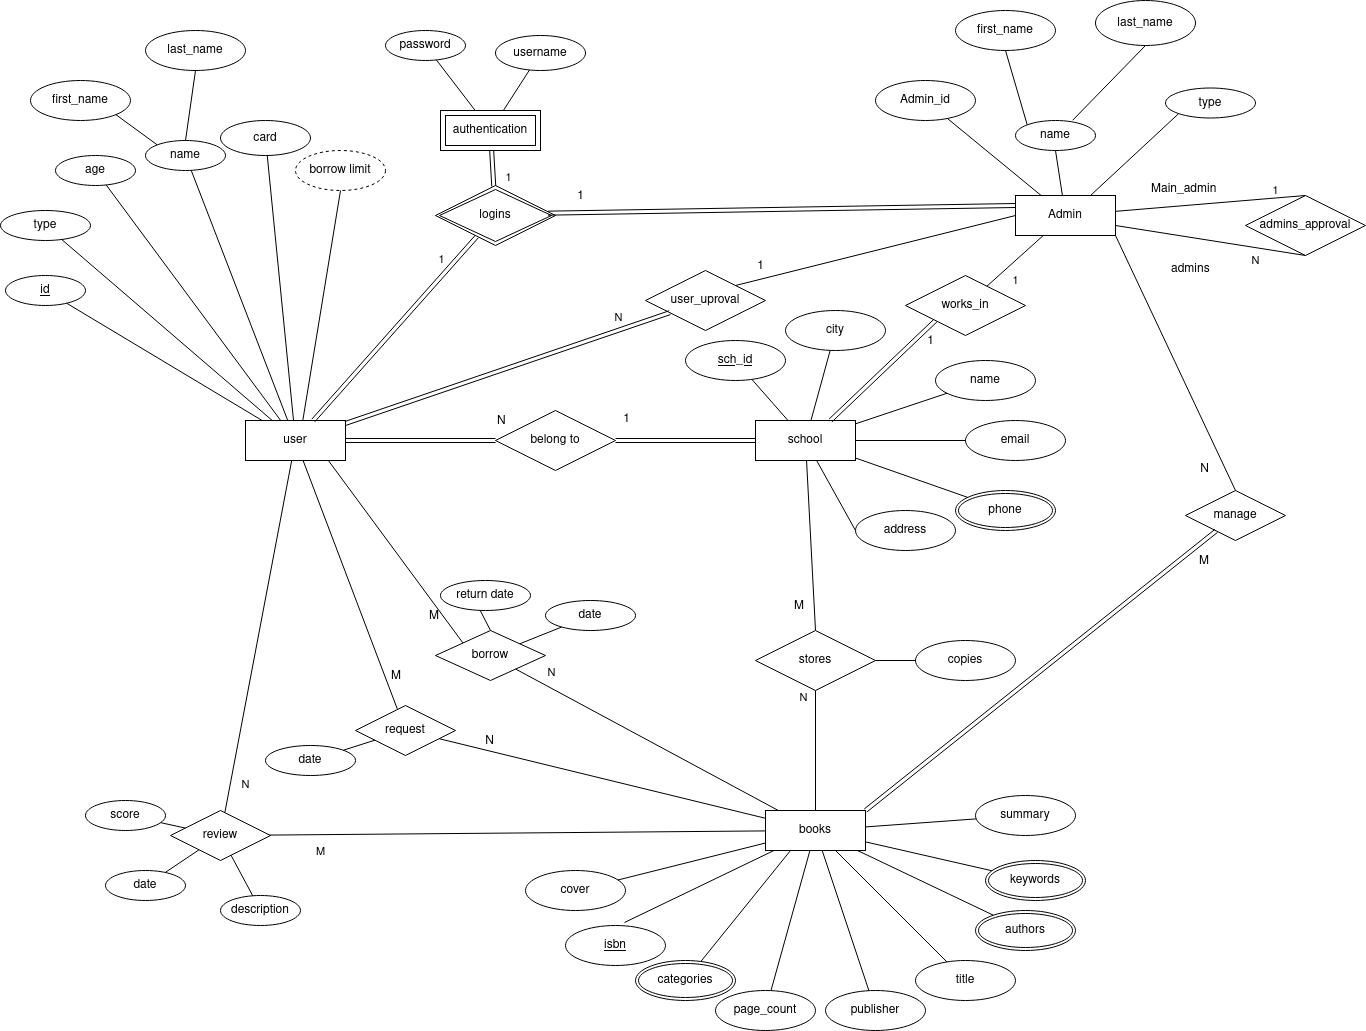 last_name
first_name
name
card
borrow limit
age
type
id
password
username
authentication
1
logins
1
1
first_name
last_name
Admin_id
name
type
Admin
Main_admin
1
admins_approval
admins
N
1
user_uproval
N
works_in
1
1
city
sch_id
name
email
phone
address
user
N
belong to
1
school
N
manage
M
return date
date
M
borrow
N
M
stores
copies
N
M
request
date
N
N
score
review
M
date
description
books
summary
keywords
authors
title
publisher
page_count
categories
isbn
cover